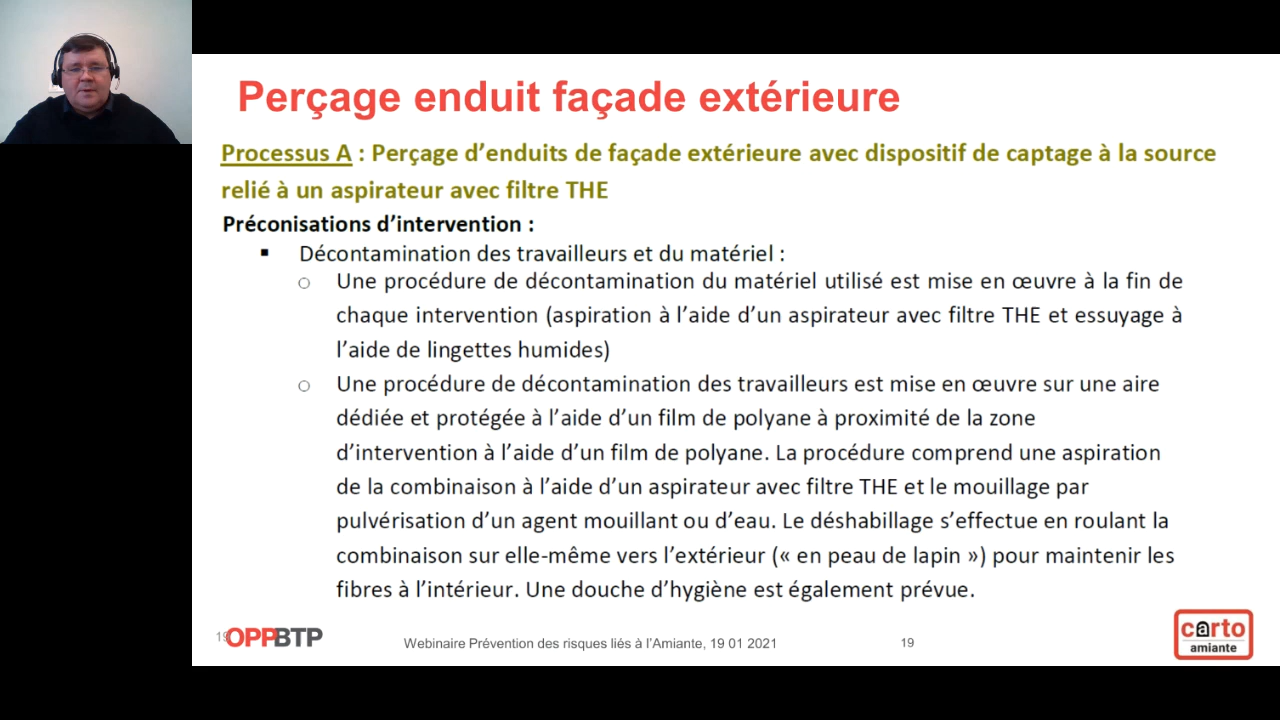 Perçage enduit façade extérieure
Processus A : Perçage d’enduits de façade extérieure avec dispositif de captage à la source
relié à un aspirateur avec filtre THE
Préconisations d’intervention :
▪ Décontamination des travailleurs et du matériel :
○ Une procédure de décontamination du matériel utilisé est mise en œuvre à la fin de
chaque intervention (aspiration à l’aide d’un aspirateur avec filtre THE et essuyage à
l’aide de lingettes humides)
○ Une procédure de décontamination des travailleurs est mise en œuvre sur une aire
dédiée et protégée à l’aide d’un film de polyane à proximité de la zone
d’intervention à l’aide d’un film de polyane. La procédure comprend une aspiration
de la combinaison à l’aide d’un aspirateur avec filtre THE et le mouillage par
pulvérisation d’un agent mouillant ou d’eau. Le déshabillage s’effectue en roulant la
combinaison sur elle-même vers l’extérieur (« en peau de lapin ») pour maintenir les
fibres à l’intérieur. Une douche d’hygiène est également prévue.
19
OPPBTP
Webinaire Prévention des risques liés à l’Amiante, 19 01 2021
19
carto
amiante